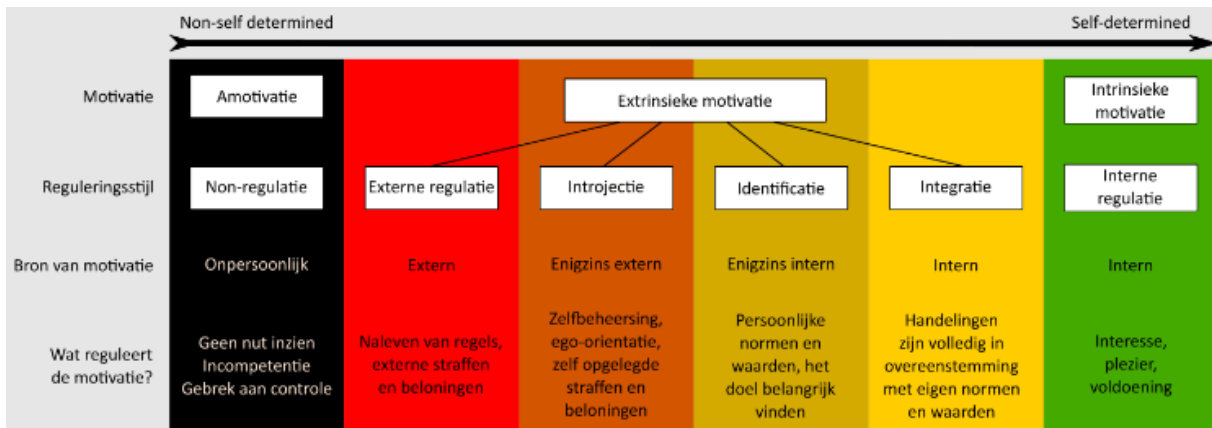 Non-self determined
Self-determined
Motivatie
Amotivatie
Extrinsieke motivatie
Intrinsieke
motivatie
Reguleringsstijl
Non-regulatie
Externe regulatie
Introjectie
Identificatie
Integratie
Interne
regulatie
Bron van motivatie
Onpersoonlijk
Extern
Enigzins extern
Enigzins intern
Intern
Intern
Wat reguleert
de motivatie?
Geen nut inzien
Incompetentie
Gebrek aan controle
Naleven van regels,
externe straffen
en beloningen
Zelfbeheersing,
ego-orientatie,
zelf opgelegde
straffen en
beloningen
Persoonlijke
normen en
waarden, het
doel belangrijk
vinden
Handelingen
zijn volledig in
overeenstemming
met eigen normen
en waarden
Interesse,
plezier,
voldoening